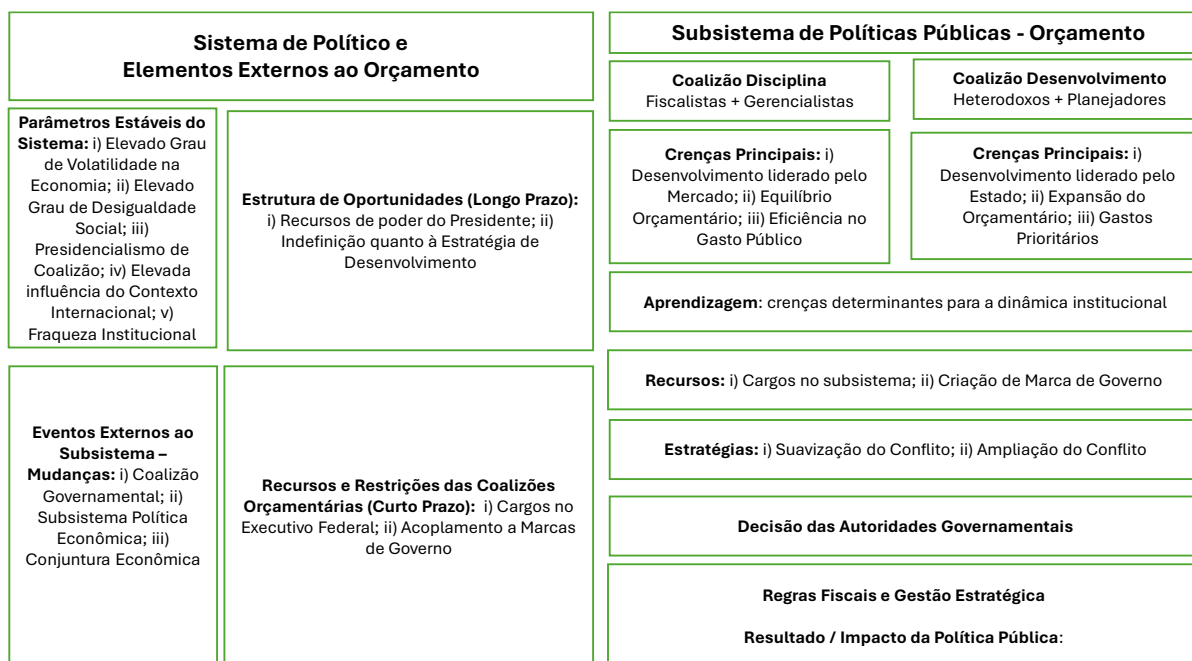 Sistema de Político e
Elementos Externos ao Orçamento
Parâmetros Estáveis do
Sistema: i) Elevado Grau
de Volatilidade na
Economia; ii) Elevado
Grau de Desigualdade
Social; iii)
Presidencialismo de
Coalizão; iv) Elevada
influência do Contexto
Internacional; v)
Fraqueza Institucional
Estrutura de Oportunidades (Longo Prazo):
i) Recursos de poder do Presidente; ii)
Indefinição quanto à Estratégia de
Desenvolvimento
Eventos Externos ao
Subsistema –
Mudanças: i) Coalizão
Governamental; ii)
Subsistema Política
Econômica; iii)
Conjuntura Econômica
Recursos e Restrições das Coalizões
Orçamentárias (Curto Prazo): i) Cargos no
Executivo Federal; ii) Acoplamento a Marcas
de Governo
Subsistema de Políticas Públicas - Orçamento
Coalizão Disciplina
Fiscalistas + Gerencialistas
Coalizão Desenvolvimento
Heterodoxos + Planejadores
Crenças Principais: i)
Desenvolvimento liderado pelo
Mercado; ii) Equilíbrio
Orçamentário; iii) Eficiência no
Gasto Público
Crenças Principais: i)
Desenvolvimento liderado pelo
Estado; ii) Expansão do
Orçamentário; iii) Gastos
Prioritários
Aprendizagem: crenças determinantes para a dinâmica institucional
Recursos: i) Cargos no subsistema; ii) Criação de Marca de Governo
Estratégias: i) Suavização do Conflito; ii) Ampliação do Conflito
Decisão das Autoridades Governamentais
Regras Fiscais e Gestão Estratégica
Resultado / Impacto da Política Pública: